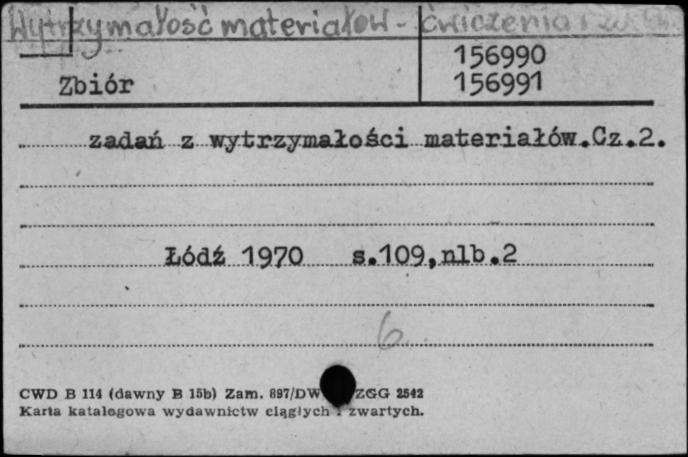 Wytrzymałość materiałów - ćwiczenia i
156990
Zbiór 156991
zadań z wytrzymałości materiałów.Cz.2.
Łódź 1970 s.109,nlb.2
6
CWD B 114 (dawny B 15b) Zam. 897/DW ZGG 2542
Karta katalogowa wydawnictw ciągłych i zwartych.